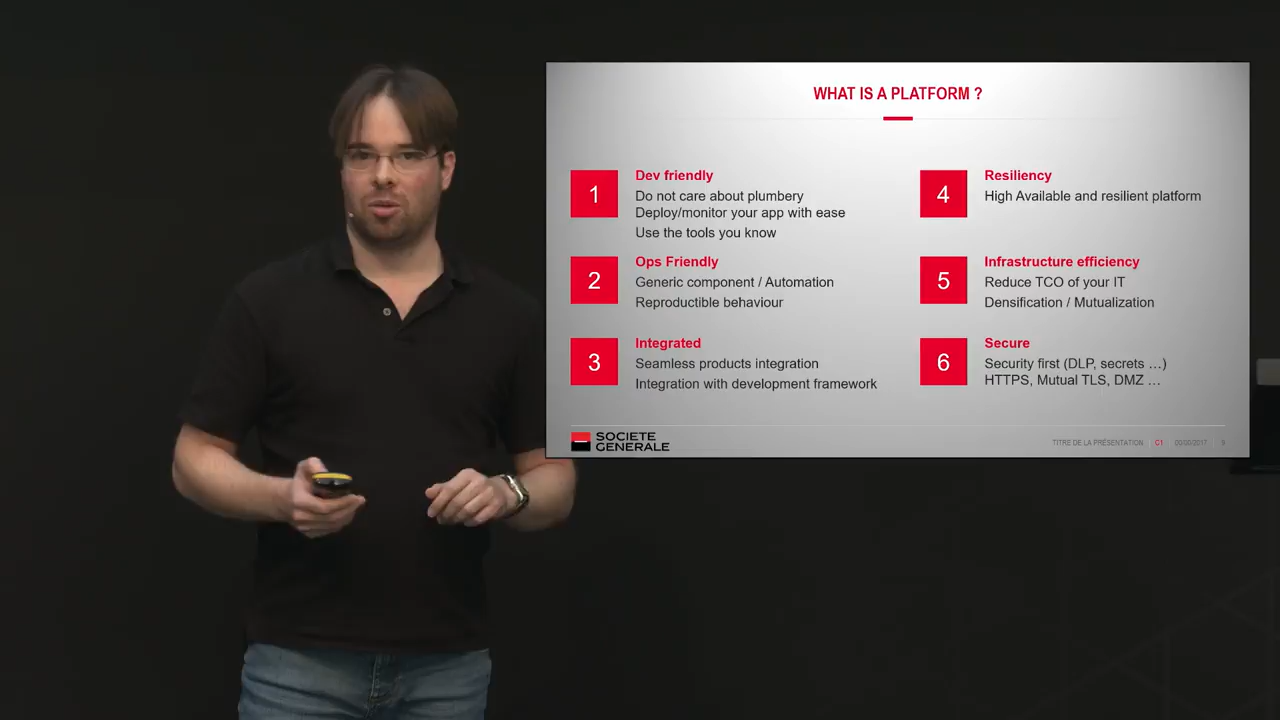 WHAT IS A PLATFORM ?
1
Dev friendly
Do not care about plumbery
Deploy/monitor your app with ease
Use the tools you know
2
Ops Friendly
Generic component / Automation
Reproductible behaviour
3
Integrated
Seamless products integration
Integration with development framework
4
Resiliency
High Available and resilient platform
5
Infrastructure efficiency
Reduce TCO of your IT
Densification / Mutualization
6
Secure
Security first (DLP, secrets …)
HTTPS, Mutual TLS, DMZ …
SOCIETE
GENERALE
TITRE DE LA PRÉSENTATION C1 00/00/2017 9